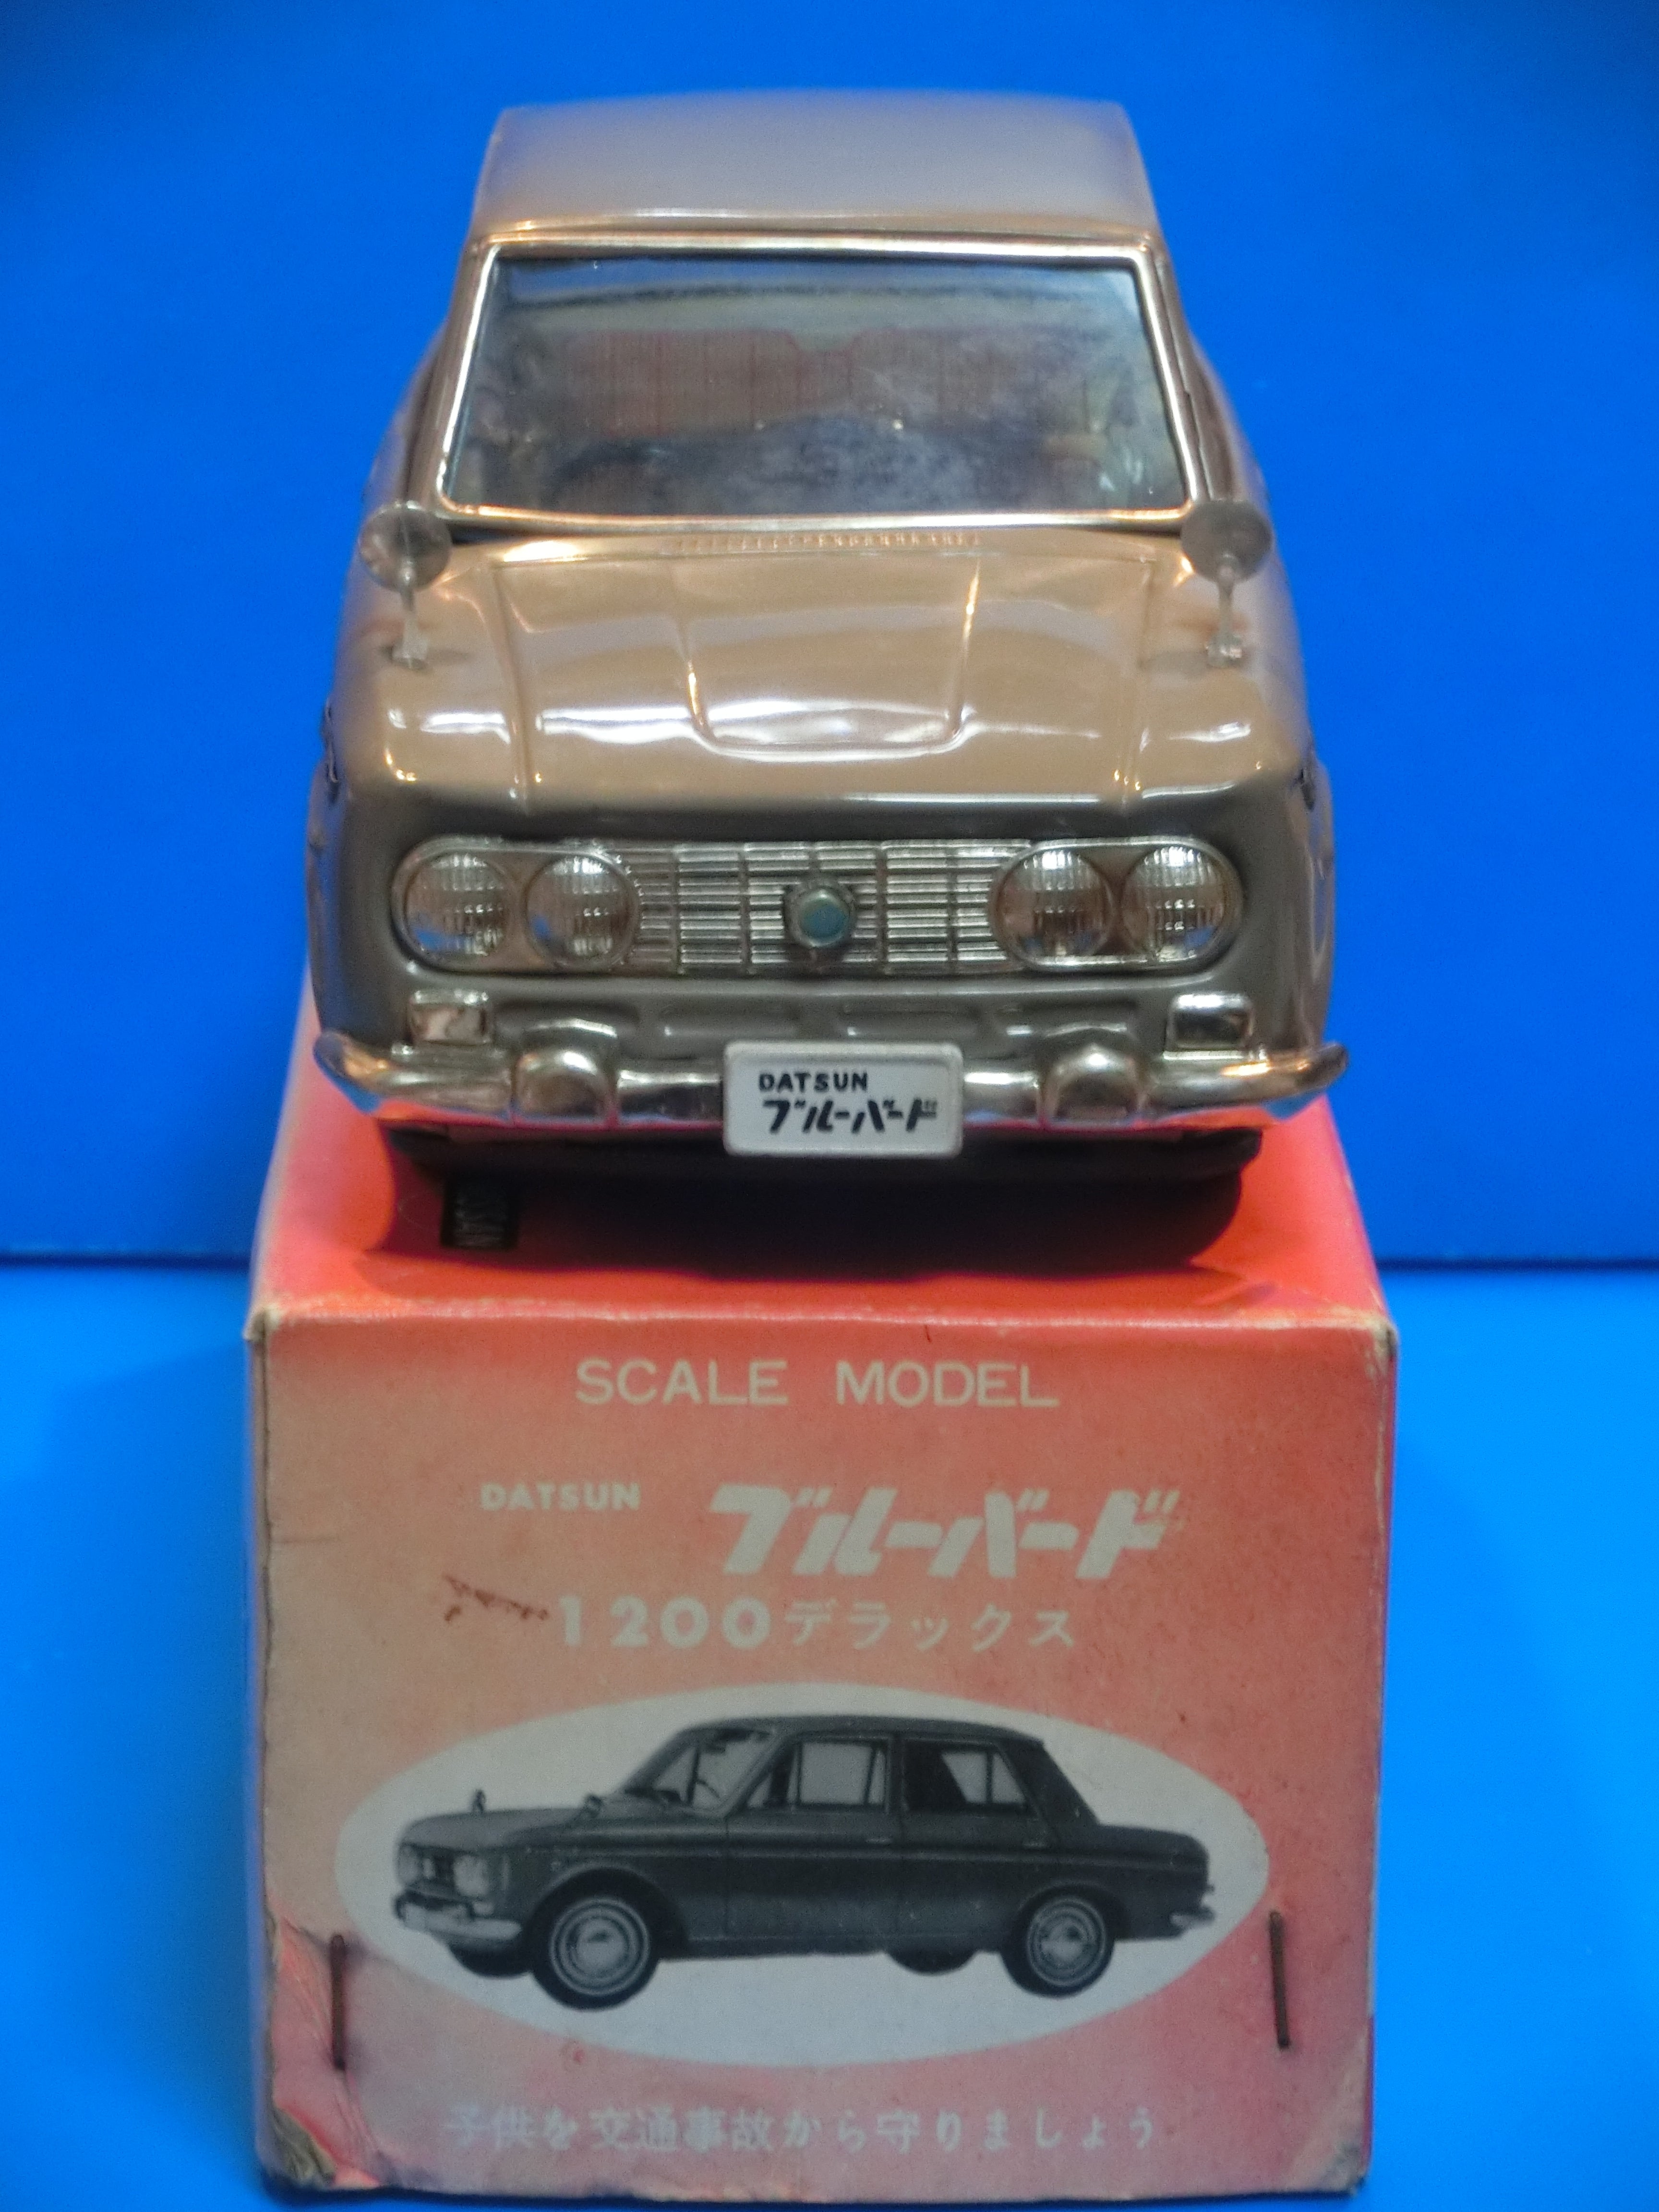 DATSUN
ブルーバード
SCALE MODEL
DATSUN ブルーバード
1200デラックス
子供を交通事故から守りましょう